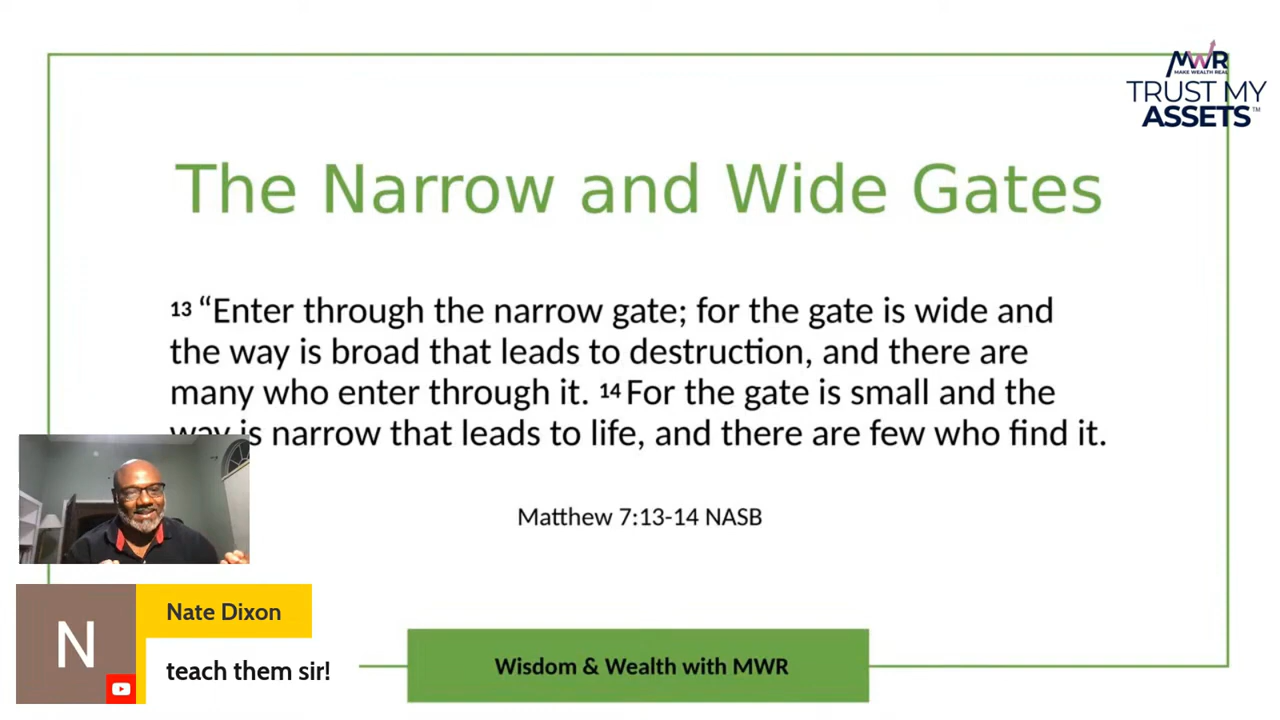 MWR
MAKE WEALTH REAL
TRUST MY
ASSETS™
The Narrow and Wide Gates
13 “Enter through the narrow gate; for the gate is wide and
the way is broad that leads to destruction, and there are
many who enter through it. 14 For the gate is small and the
way is narrow that leads to life, and there are few who find it.
Matthew 7:13-14 NASB
N
Nate Dixon
teach them sir!
Wisdom & Wealth with MWR